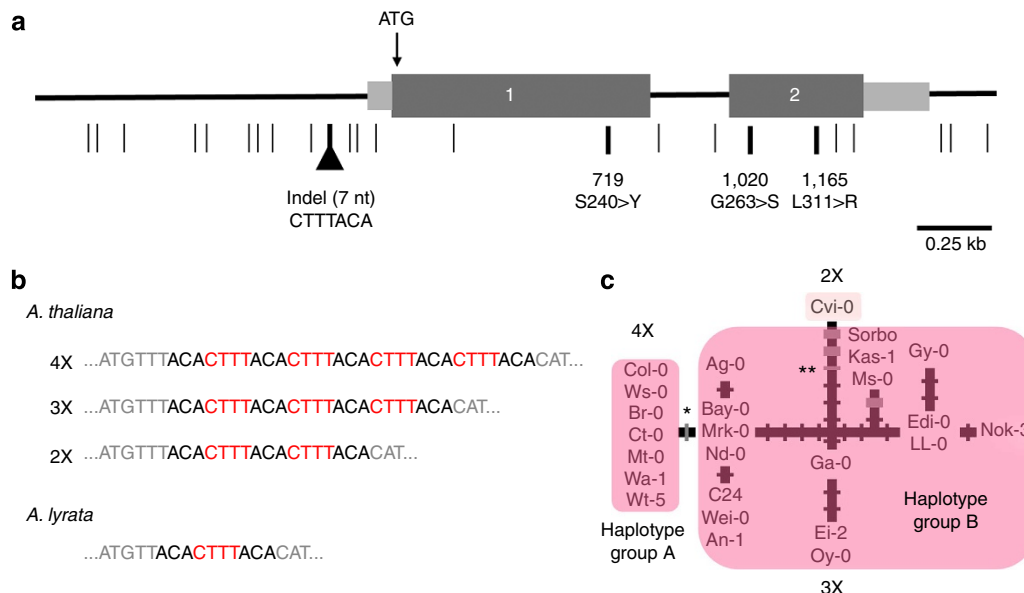 a
ATG
1
2
Indel (7 nt)
CTTTACA
719
S240>Y
1,020
G263>S
1,165
L311>R
0.25 kb
b
A. thaliana
4X ...ATGTTTACACTTTACACTTTACACTTTACACTTTACACAT...
3X ...ATGTTTACACTTTACACTTTACACTTTACACAT...
2X ...ATGTTTACACTTTACACTTTACACAT...
A. lyrata
...ATGTTACACTTTACACAT...
c
2X
Cvi-0
4X
Col-0
Ws-0
Br-0
Ct-0
Mt-0
Wa-1
Wt-5
Haplotype
group A
*
Ag-0
Bay-0
Mrk-0
Nd-0
C24
Wei-0
An-1
**
Sorbo
Kas-1
Ms-0
Ga-0
Ei-2
Oy-0
Gy-0
Edi-0
LL-0
Nok-3
Haplotype
group B
3X